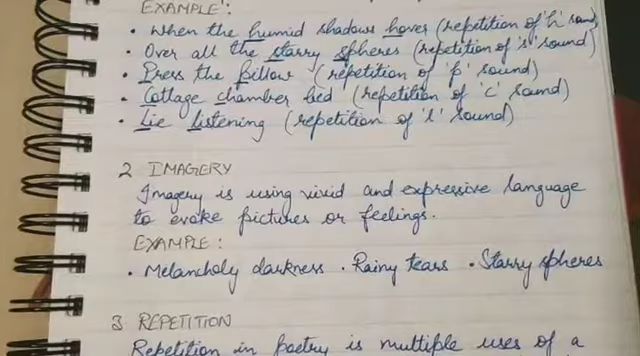 EXAMPLE:
• When the humid shadows hover (repetition of 'h' sound)
• Over all the starry spheres (repetition of 's' sound)
• Press the pillow (repetition of 'p' sound)
• Cottage chamber bed (repetition of 'c' sound)
• Lie listening (repetition of 'l' sound)
2 IMAGERY
Imagery is using vivid and expressive language
to evoke pictures or feelings.
EXAMPLE:
• Melancholy darkness • Rainy tears • Starry spheres
3 REPETITION
Repetition in poetry is multiple uses of a